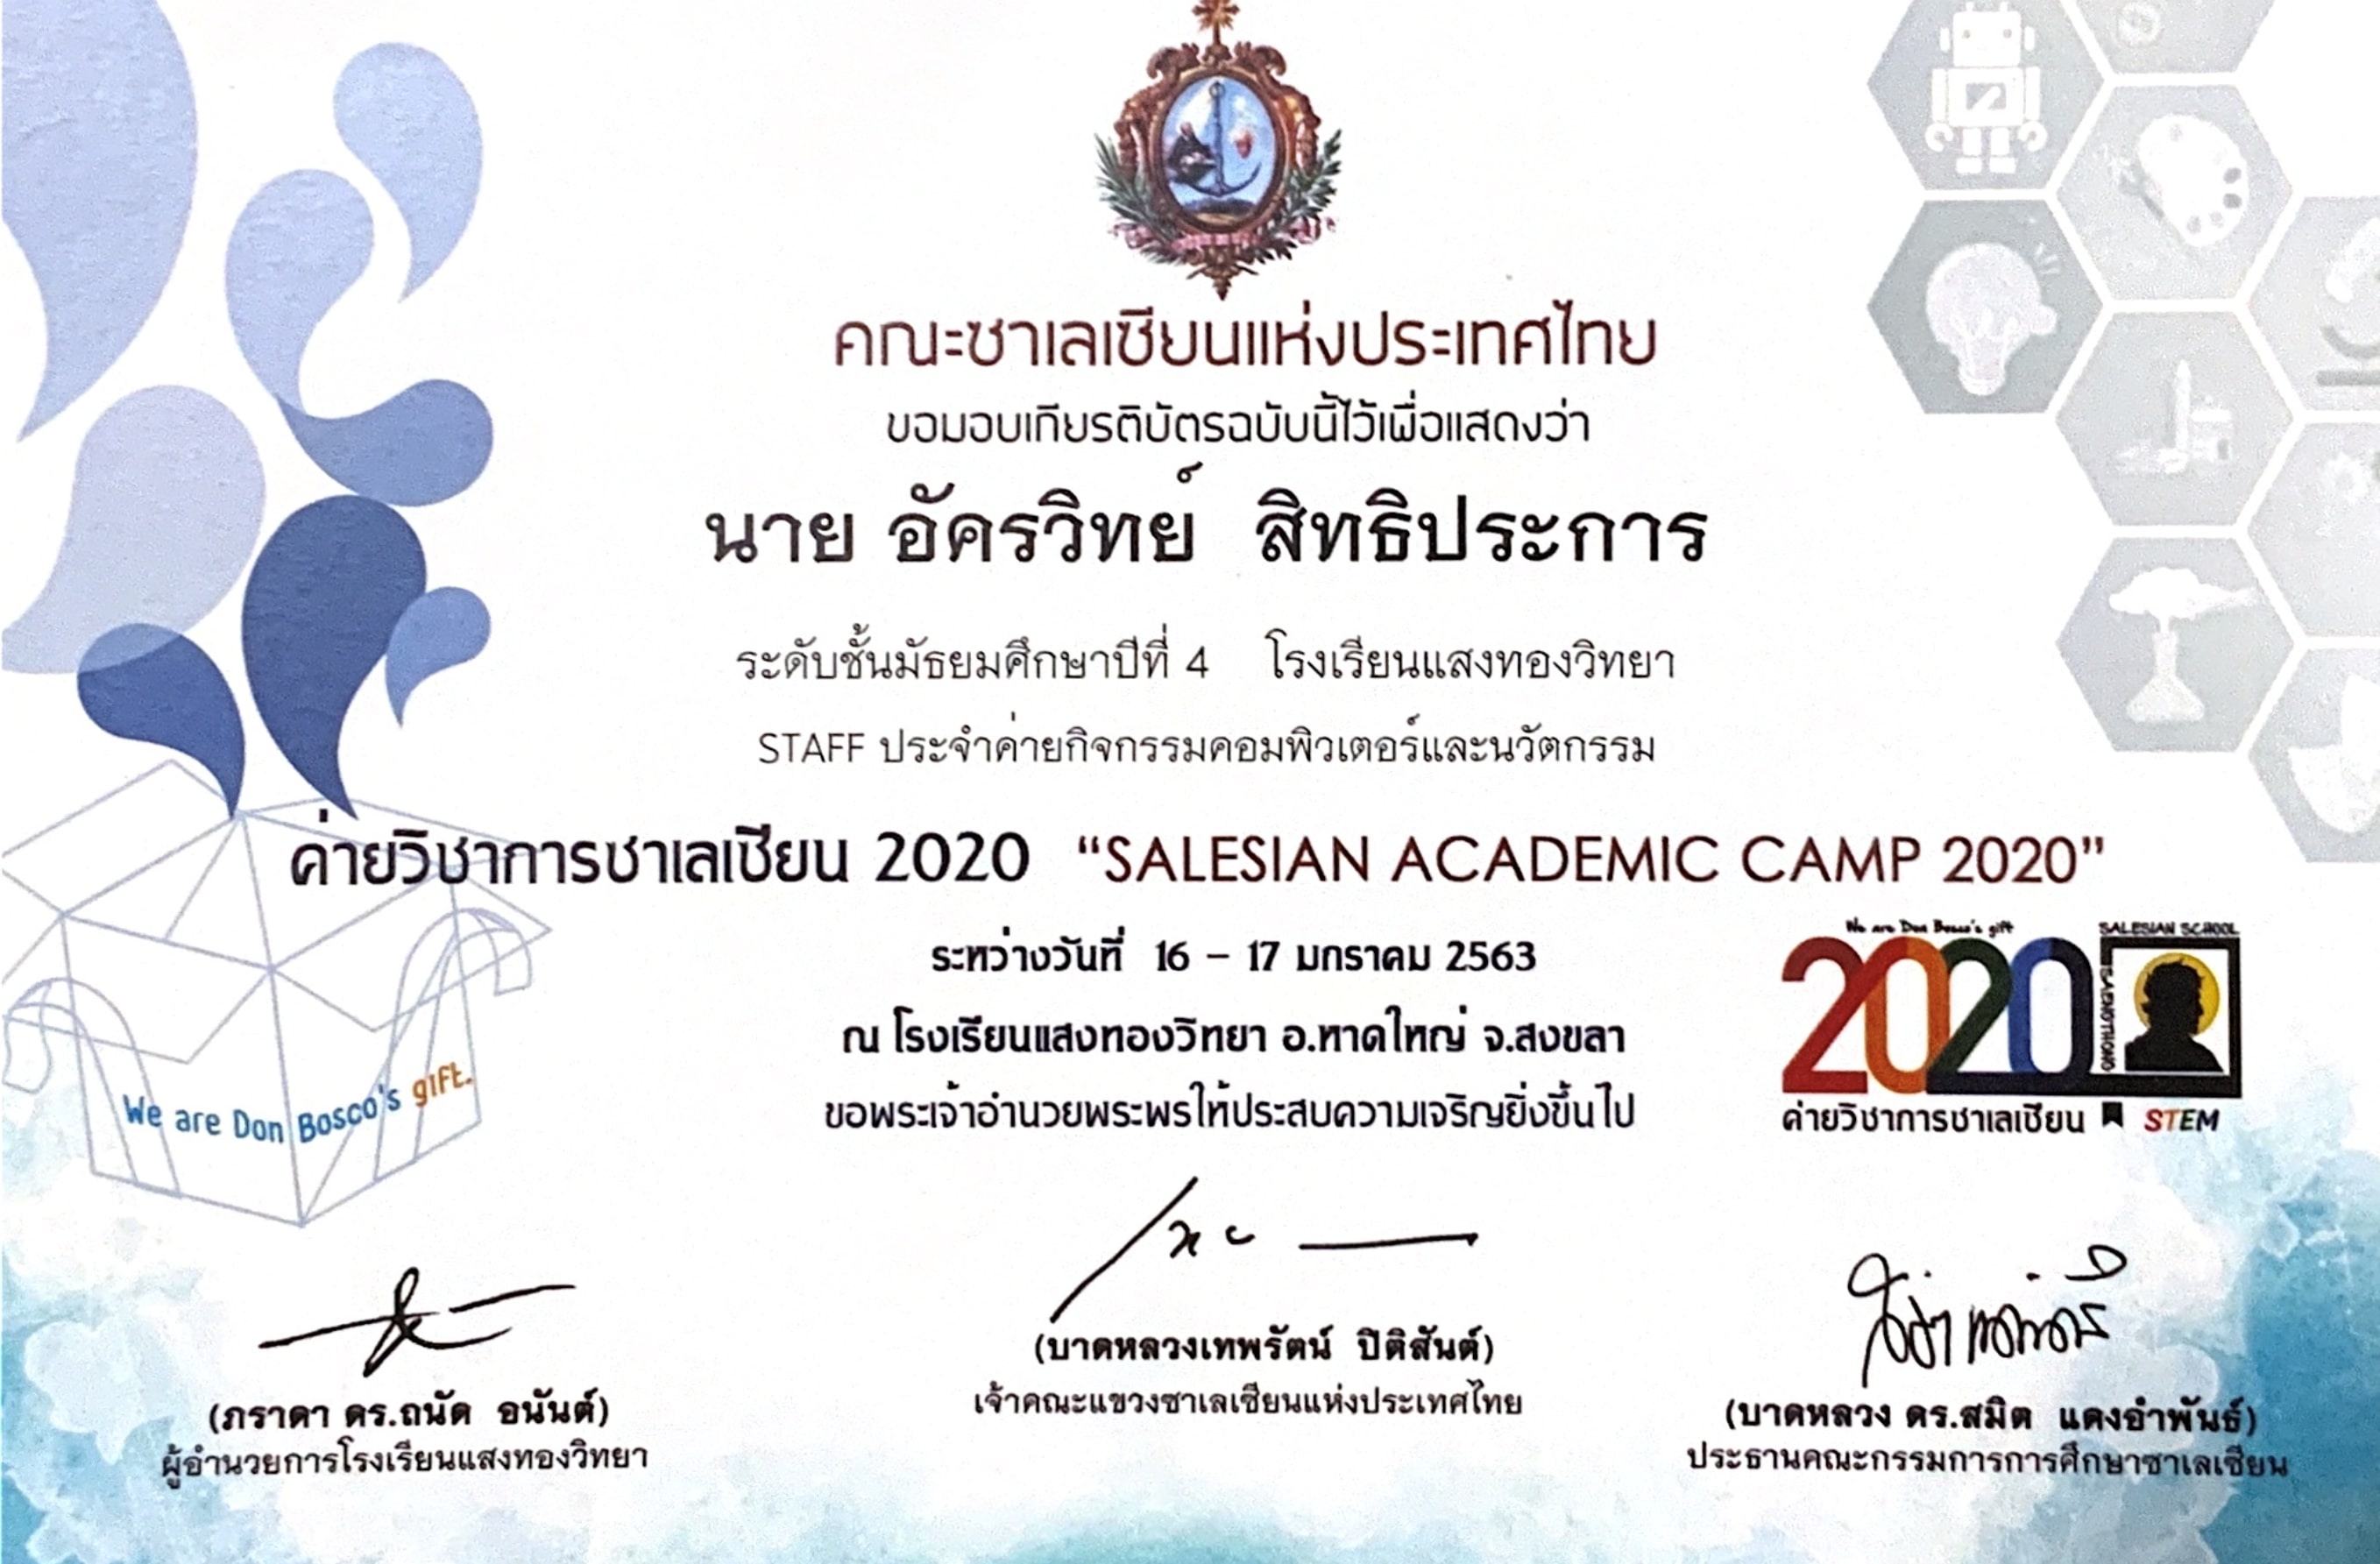 คณะซาเลเซียนแห่งประเทศไทย
ขอมอบเกียรติบัตรฉบับนี้ไว้เพื่อแสดงว่า
นาย อัครวิทย์ สิทธิประการ
ระดับชั้นมัธยมศึกษาปีที่ 4 โรงเรียนแสงทองวิทยา
STAFF ประจำค่ายกิจกรรมคอมพิวเตอร์และนวัตกรรม
ค่ายวิชาการซาเลเซียน 2020 “SALESIAN ACADEMIC CAMP 2020”
ระหว่างวันที่ 16 – 17 มกราคม 2563
ณ โรงเรียนแสงทองวิทยา อ.หาดใหญ่ จ.สงขลา
ขอพระเจ้าอำนวยพระพรให้ประสบความเจริญยิ่งขึ้นไป
We are Don Bosco's gift.
We are Don Bosco's gift
SALESIAN SCHOOL
SAENGTHONG
2020
ค่ายวิชาการซาเลเซียน STEM
(ภราดา ดร.ถนัด อนันต์)
ผู้อำนวยการโรงเรียนแสงทองวิทยา
(บาดหลวงเทพรัตน์ ปิติสันต์)
เจ้าคณะแขวงซาเลเซียนแห่งประเทศไทย
(บาดหลวง ดร.สมิต แดงอำพันธ์)
ประธานคณะกรรมการการศึกษาซาเลเซียน